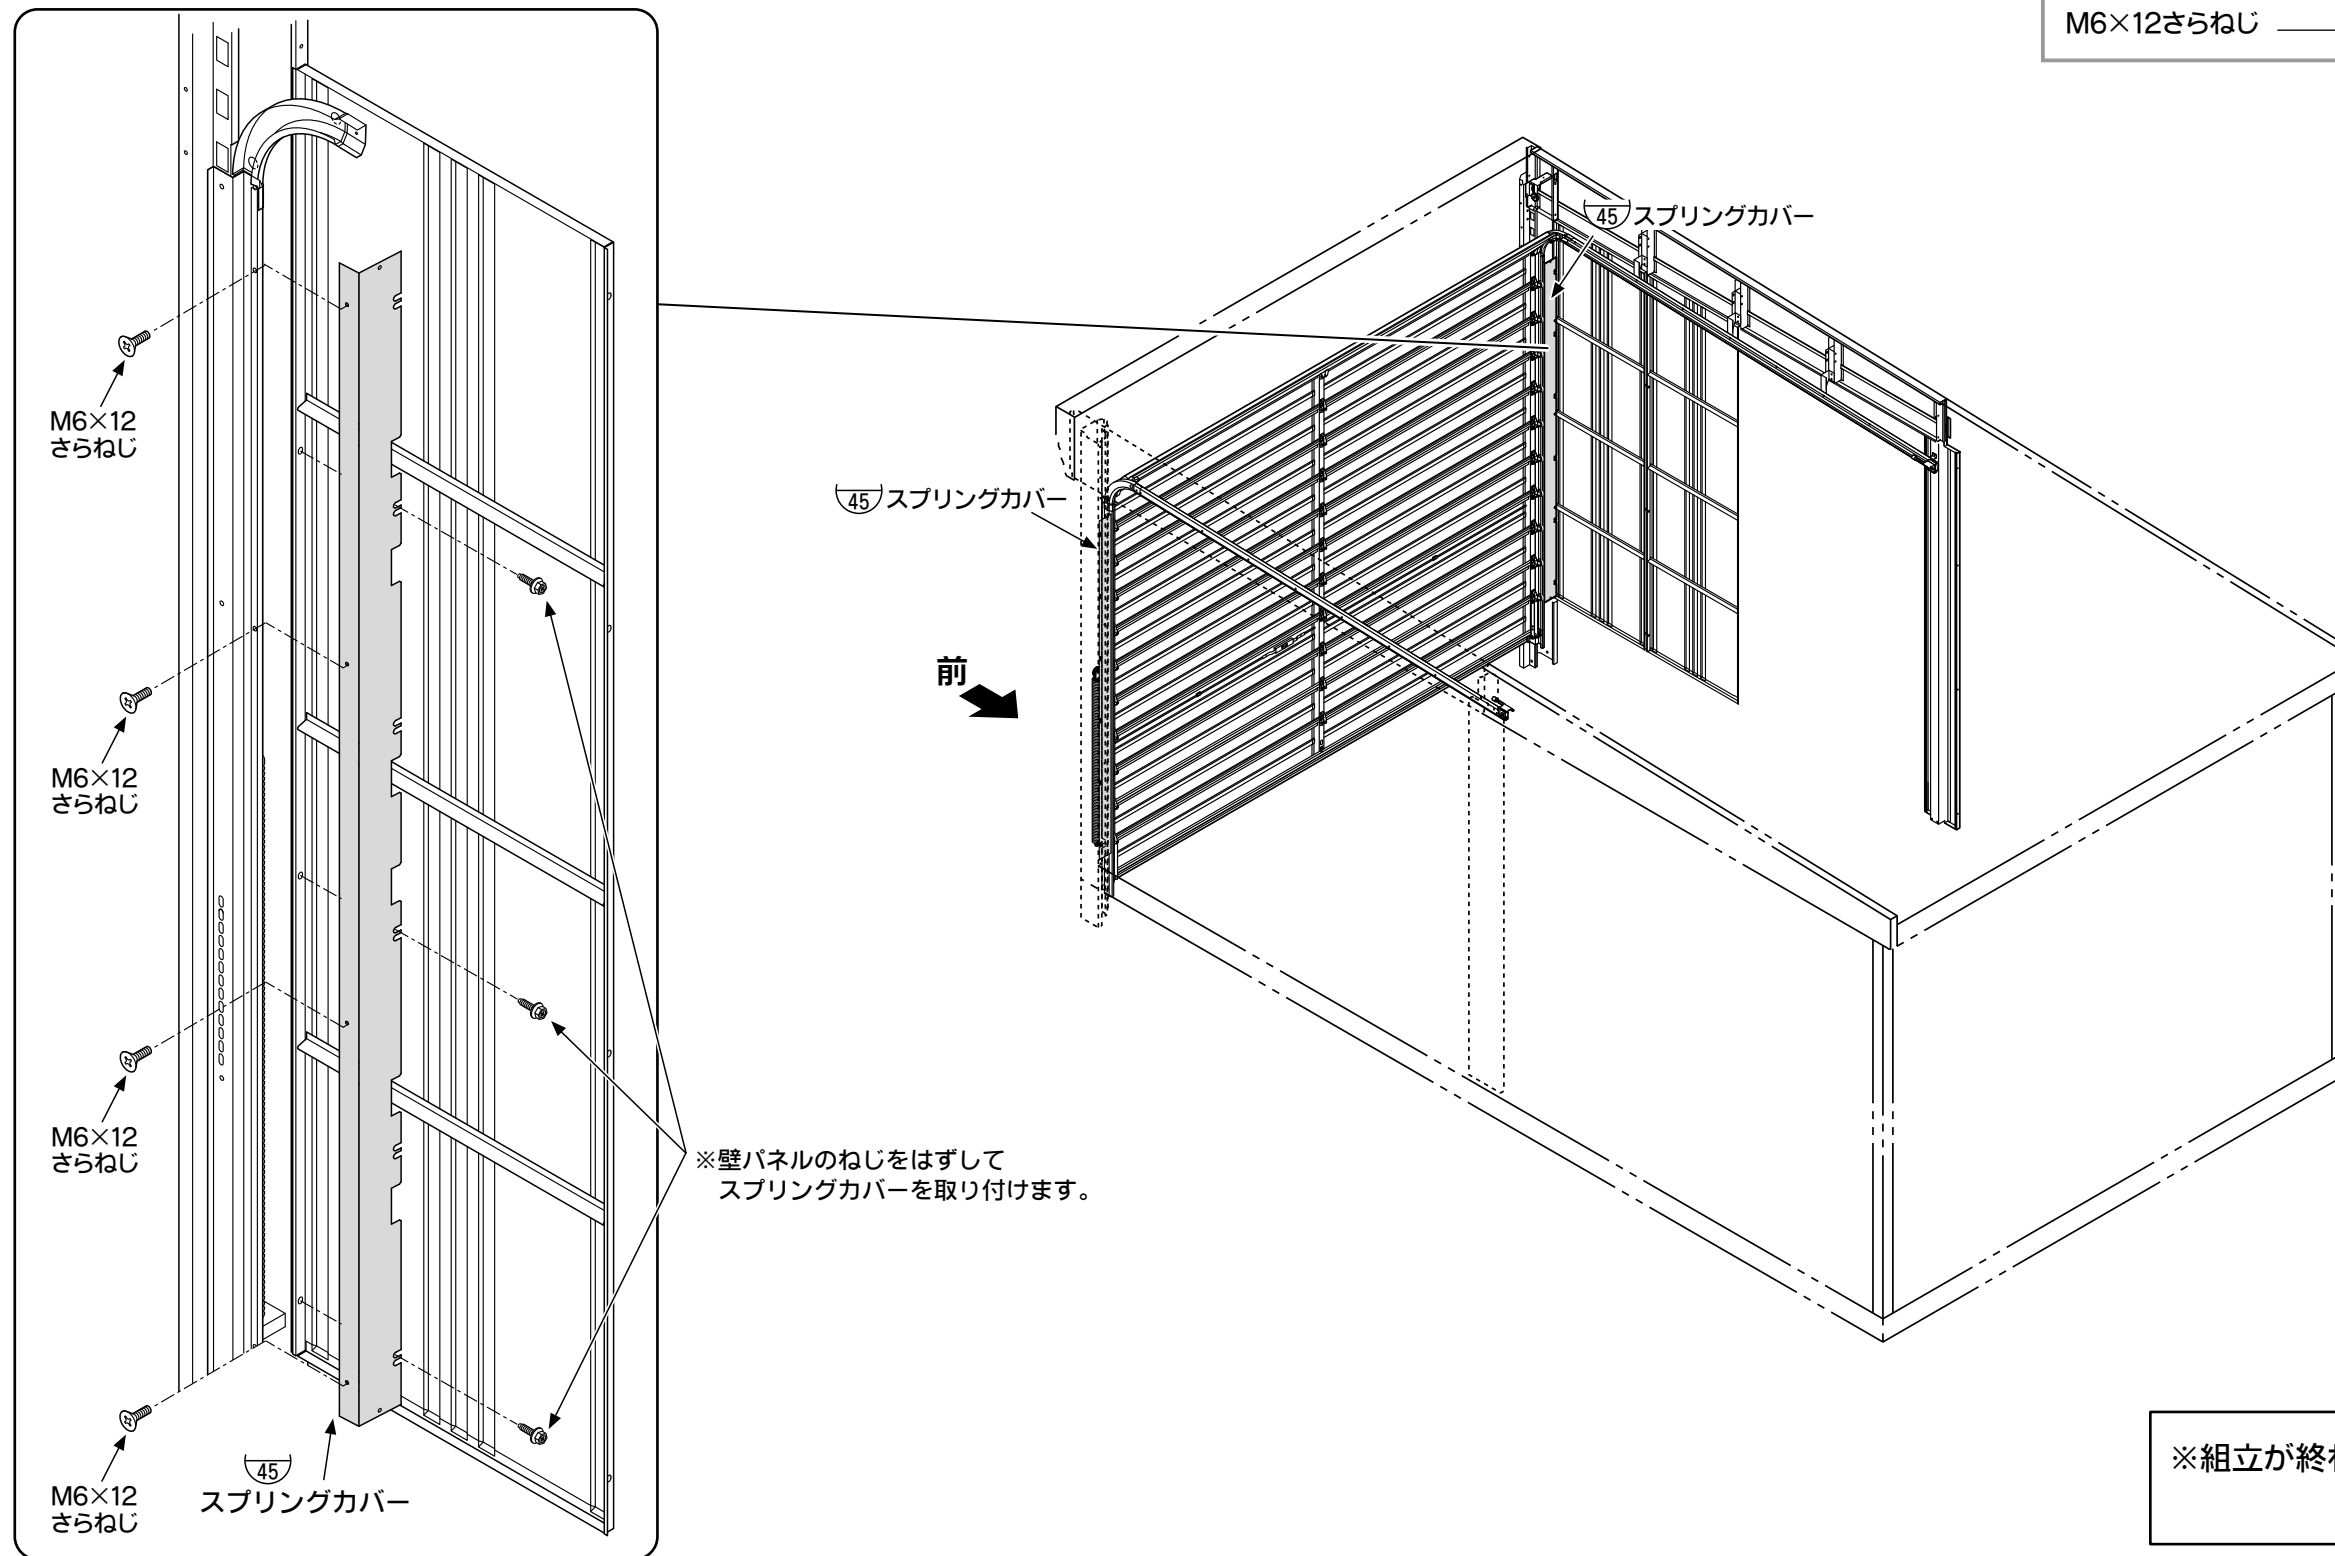 M6×12さらねじ
45 スプリングカバー
45 スプリングカバー
前
M6×12
さらねじ
M6×12
さらねじ
M6×12
さらねじ
M6×12
さらねじ
※壁パネルのねじをはずして
スプリングカバーを取り付けます。
45
スプリングカバー
※組立が終